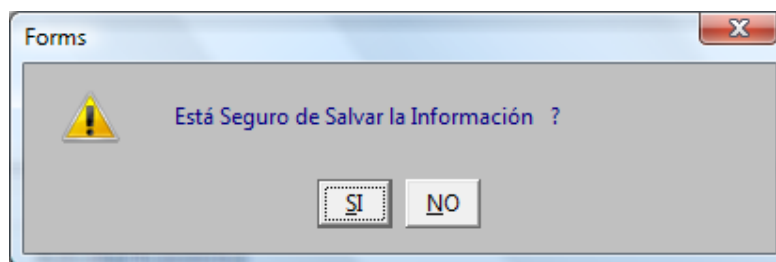 Forms
Está Seguro de Salvar la Información ?
SI NO